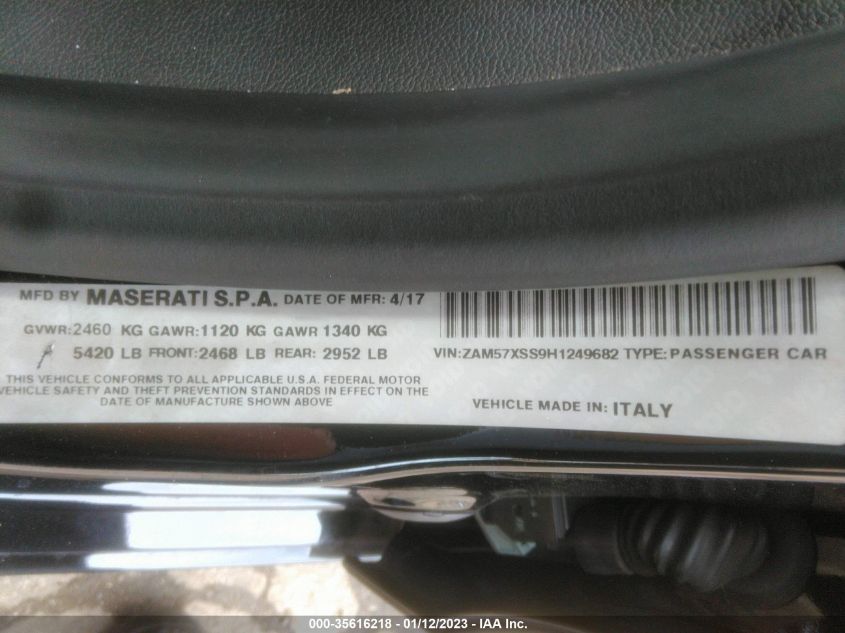 MFD BY MASERATI S.P.A. DATE OF MFR: 4/17
GVWR:2460 KG GAWR:1120 KG GAWR 1340 KG
5420 LB FRONT:2468 LB REAR: 2952 LB
THIS VEHICLE CONFORMS TO ALL APPLICABLE U.S.A. FEDERAL MOTOR
VEHICLE SAFETY AND THEFT PREVENTION STANDARDS IN EFFECT ON THE
DATE OF MANUFACTURE SHOWN ABOVE
VIN:ZAM57XSS9H1249682 TYPE:PASSENGER CAR
VEHICLE MADE IN: ITALY
000-35616218 - 01/12/2023 - IAA Inc.